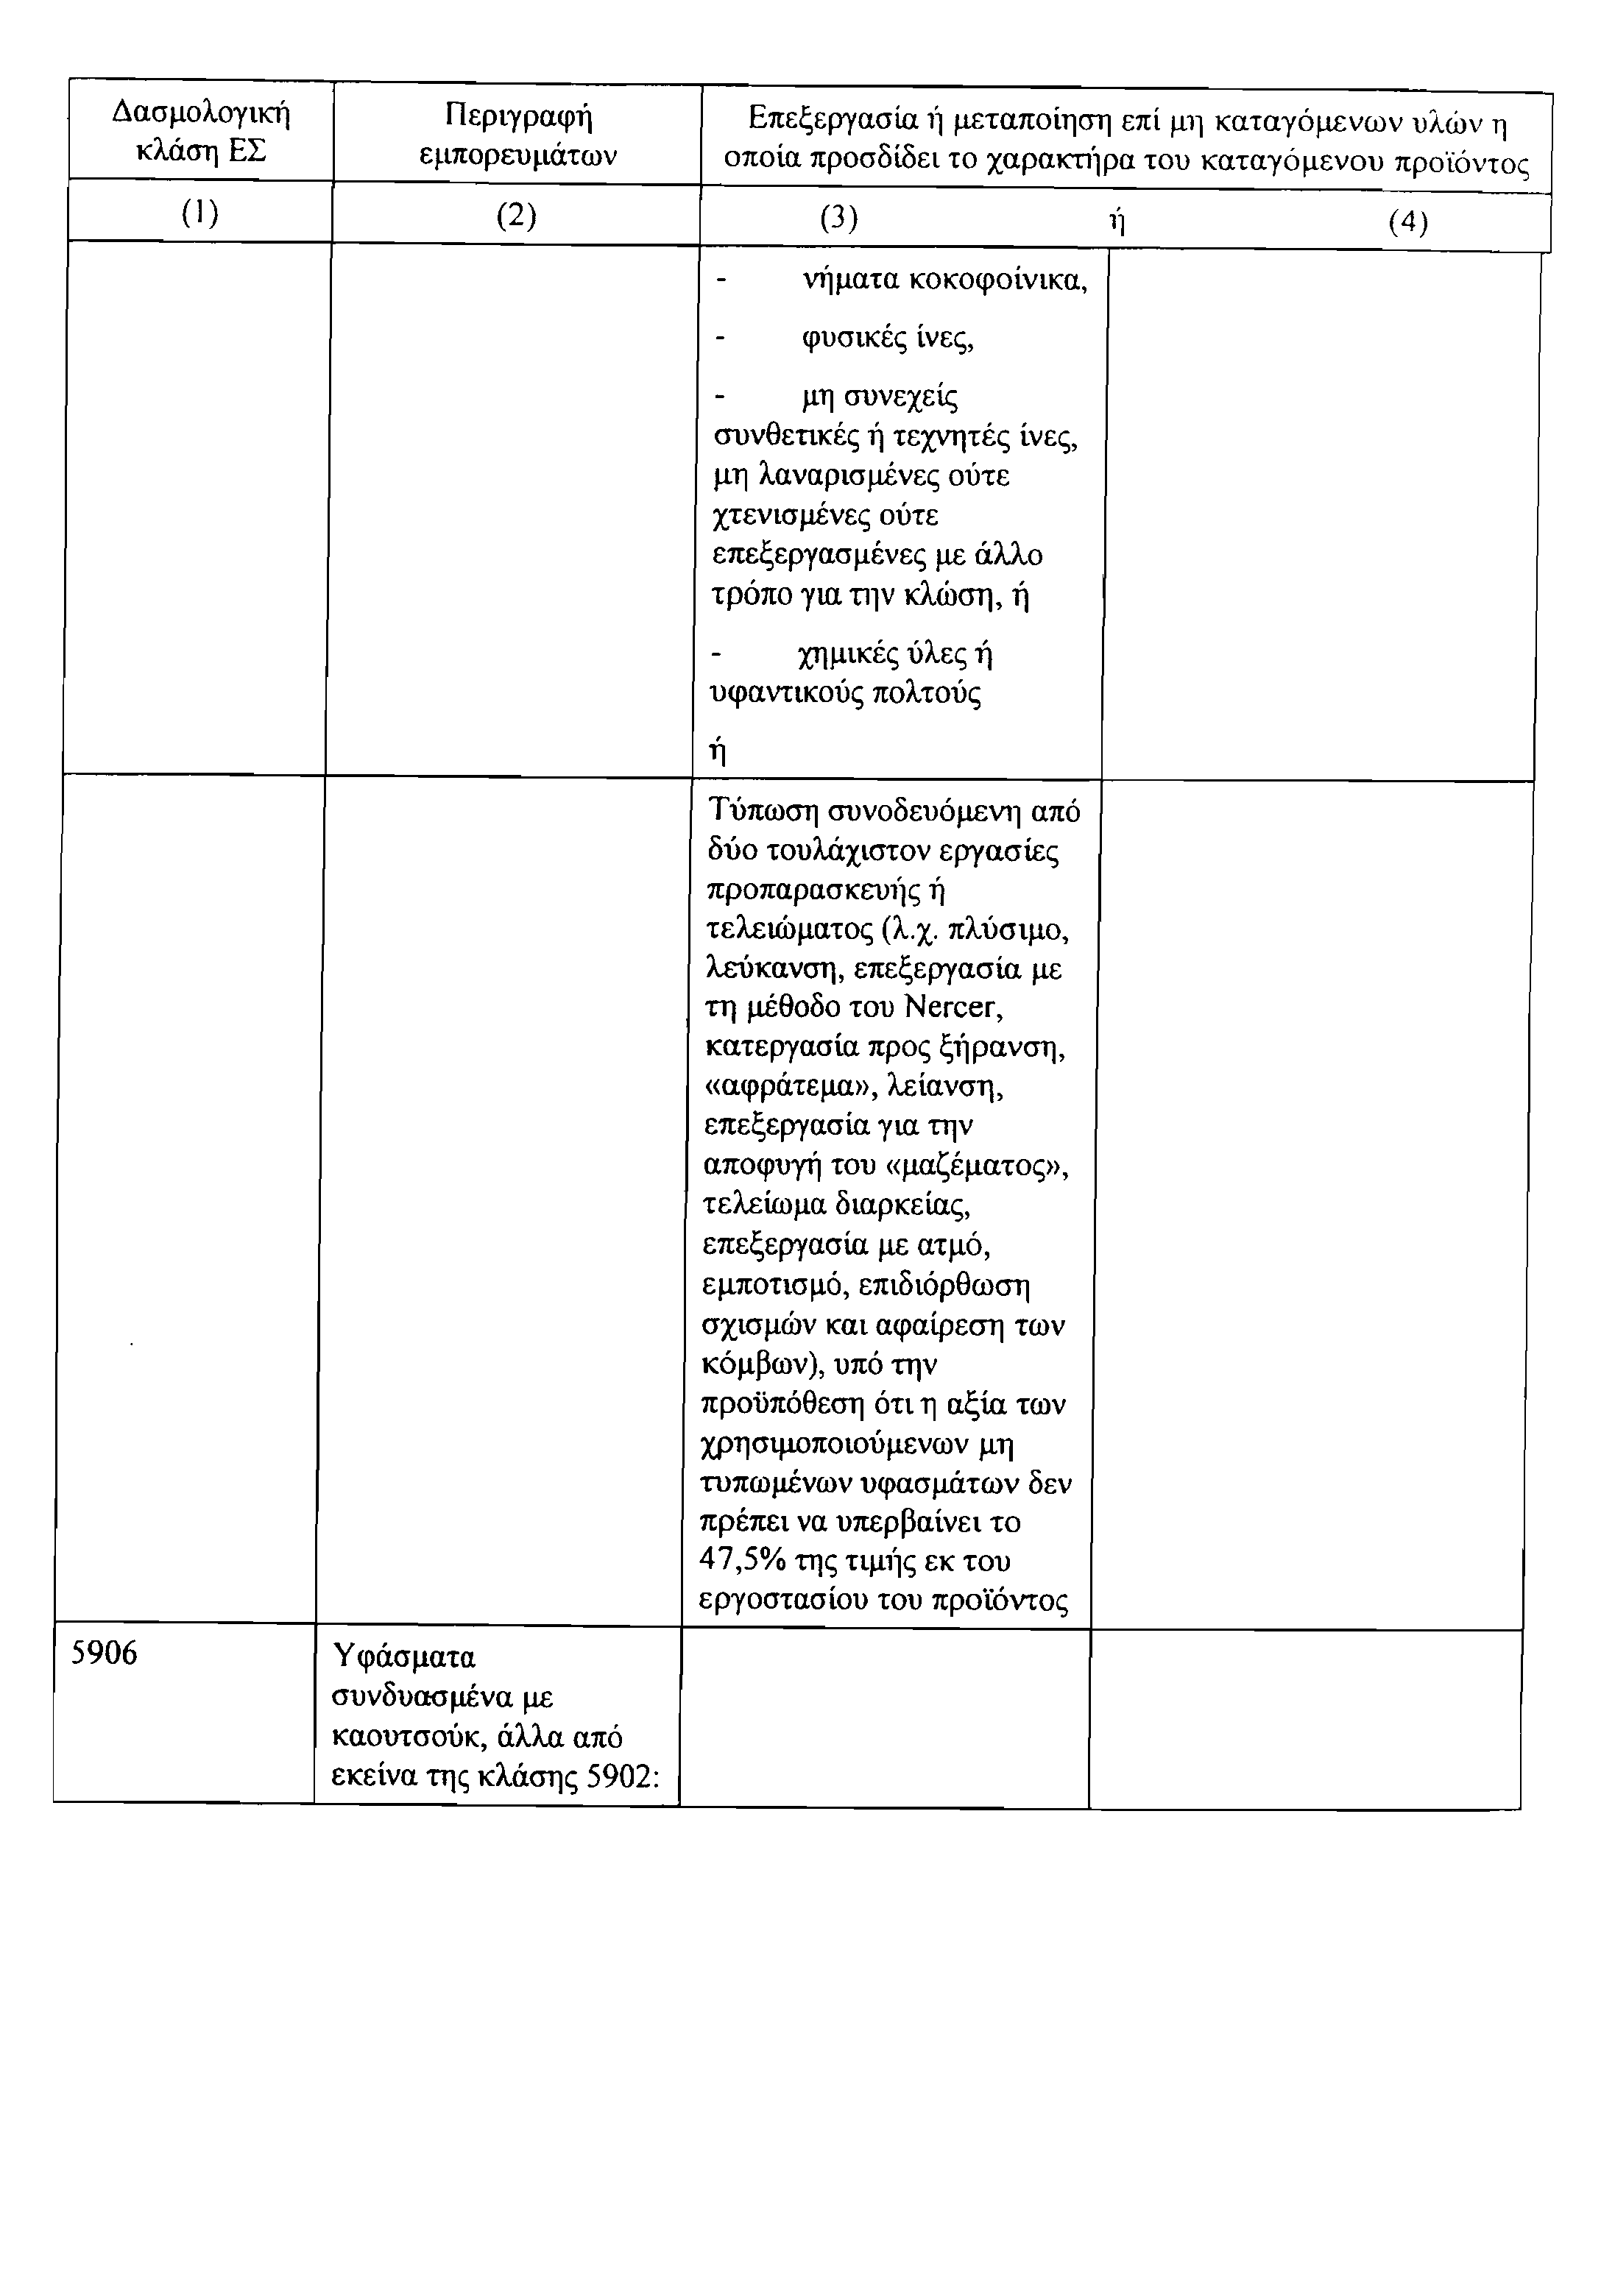 Δασμολογική
κλάση ΕΣ
Περιγραφή
εμπορευμάτων
Επεξεργασία ή μεταποίηση επί μη καταγόμενων υλών η
οποία προσδίδει το χαρακτήρα του καταγόμενου προϊόντος
(1)
(2)
(3) ή (4)
- νήματα κοκοφοίνικα,
- φυσικές ίνες,
- μη συνεχείς
συνθετικές ή τεχνητές ίνες,
μη λαναρισμένες ούτε
χτενισμένες ούτε
επεξεργασμένες με άλλο
τρόπο για την κλώση, ή
- χημικές ύλες ή
υφαντικούς πολτούς
ή
Τύπωση συνοδευόμενη από
δύο τουλάχιστον εργασίες
προπαρασκευής ή
τελειώματος (λ.χ. πλύσιμο,
λεύκανση, επεξεργασία με
τη μέθοδο του Nercer,
κατεργασία προς ξήρανση,
«αφράτεμα», λείανση,
επεξεργασία για την
αποφυγή του «μαζέματος»,
τελείωμα διαρκείας,
επεξεργασία με ατμό,
εμποτισμό, επιδιόρθωση
σχισμών και αφαίρεση των
κόμβων), υπό την
προϋπόθεση ότι η αξία των
χρησιμοποιούμενων μη
τυπωμένων υφασμάτων δεν
πρέπει να υπερβαίνει το
47,5% της τιμής εκ του
εργοστασίου του προϊόντος
5906
Υφάσματα
συνδυασμένα με
καουτσούκ, άλλα από
εκείνα της κλάσης 5902: